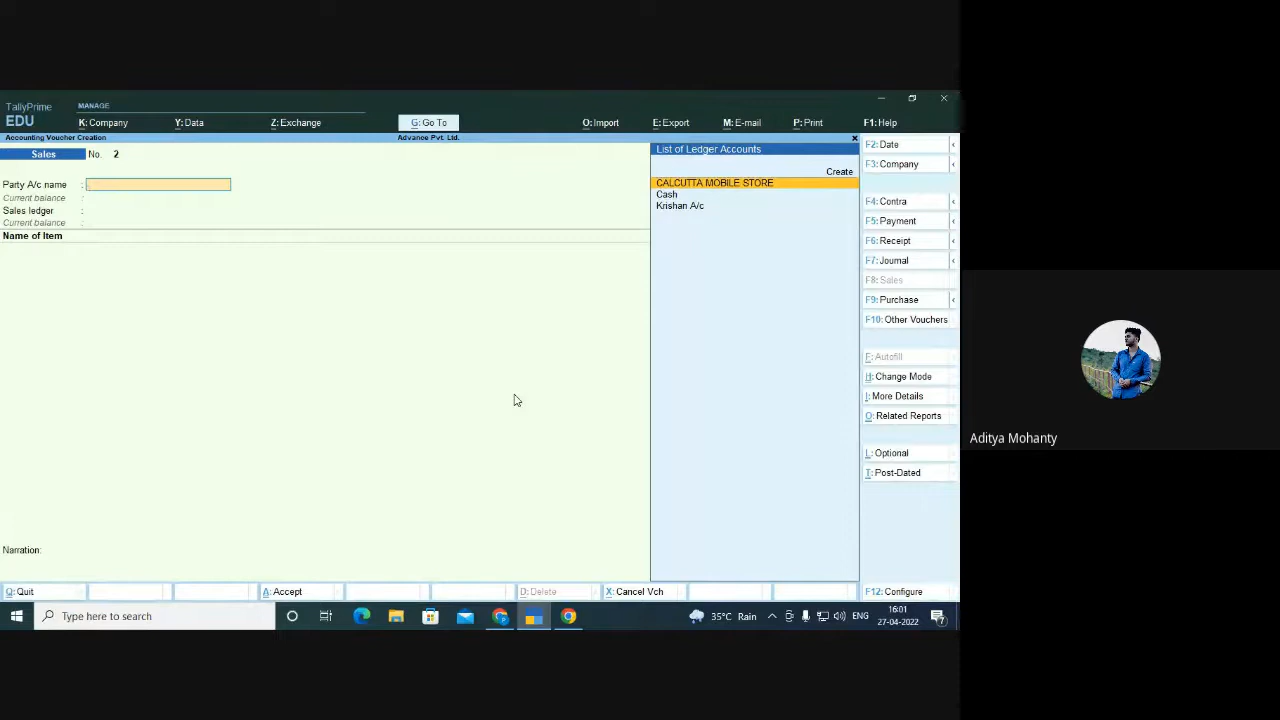 TallyPrime
EDU
MANAGE
K: Company
Y: Data
Z: Exchange
G: Go To
O: Import
E: Export
M: E-mail
P: Print
F1: Help
Accounting Voucher Creation
Advance Pvt. Ltd.
Sales
No. 2
Party A/c name :
Current balance :
Sales ledger :
Current balance :
Name of Item
Narration:
List of Ledger Accounts
Create
CALCUTTA MOBILE STORE
Cash
Krishan A/c
F2: Date
F3: Company
F4: Contra
F5: Payment
F6: Receipt
F7: Journal
F8: Sales
F9: Purchase
F10: Other Vouchers
F: Autofill
H: Change Mode
I: More Details
O: Related Reports
L: Optional
T: Post-Dated
Q: Quit
A: Accept
D: Delete
X: Cancel Vch
F12: Configure
Type here to search
35°C Rain
ENG
16:01
27-04-2022
7
Aditya Mohanty